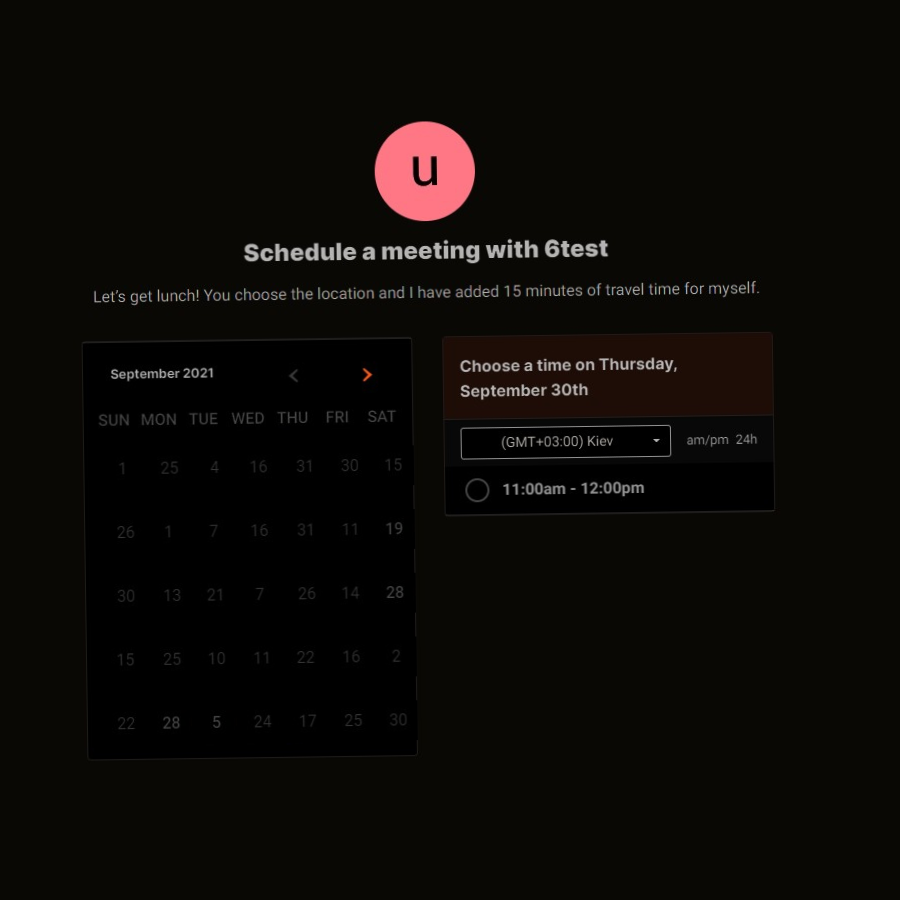 u
Schedule a meeting with 6test
Let's get lunch! You choose the location and I have added 15 minutes of travel time for myself.
September 2021
SUN MON TUE WED THU FRI SAT
1 25 4 16 31 30 15
26 1 7 16 31 11 19
30 13 21 7 26 14 28
15 25 10 11 22 16 2
22 28 5 24 17 25 30
Choose a time on Thursday,
September 30th
(GMT+03:00) Kiev am/pm 24h
11:00am - 12:00pm